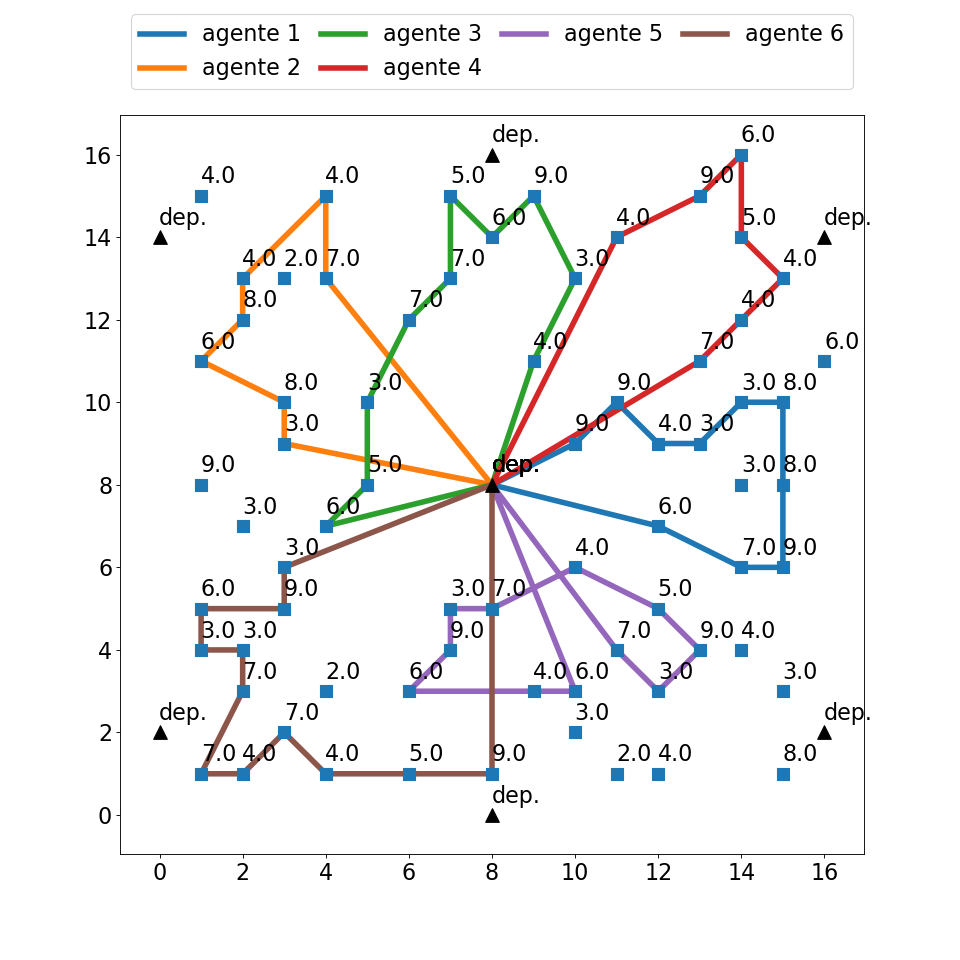 agente 1 agente 3 agente 5 agente 6
agente 2 agente 4
6.0
dep.
16
4.0 4.0 5.0 9.0 9.0
dep. 6.0 4.0 5.0 dep.
14
4.0 2.0 7.0 7.0 3.0 4.0
8.0 7.0 4.0
12
6.0 4.0 7.0 6.0
8.0 3.0 9.0 3.0 8.0
10
3.0 9.0 4.0 3.0
9.0 5.0 dep. 3.0 8.0
8
3.0 6.0 6.0
3.0 4.0 7.0 9.0
6
6.0 9.0 3.0 7.0 5.0
3.0 3.0 9.0 7.0 9.0 4.0
4
7.0 2.0 6.0 4.0 6.0 3.0 3.0
dep. 7.0 3.0 dep.
2
7.0 4.0 4.0 5.0 9.0 2.0 4.0 8.0
dep.
0
0 2 4 6 8 10 12 14 16